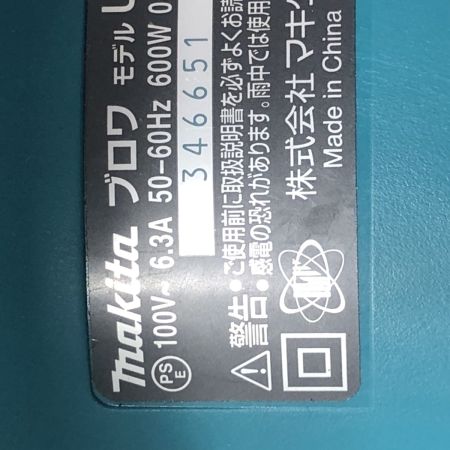 makita ブロワ モデル U
PS E 100V~ 6.3A 50-60Hz 600W 0
346651
警告・ご使用前に取扱説明書を必ずよくお読
・感電の恐れがあります。雨中では使用
株式会社 マキタ
Made in China